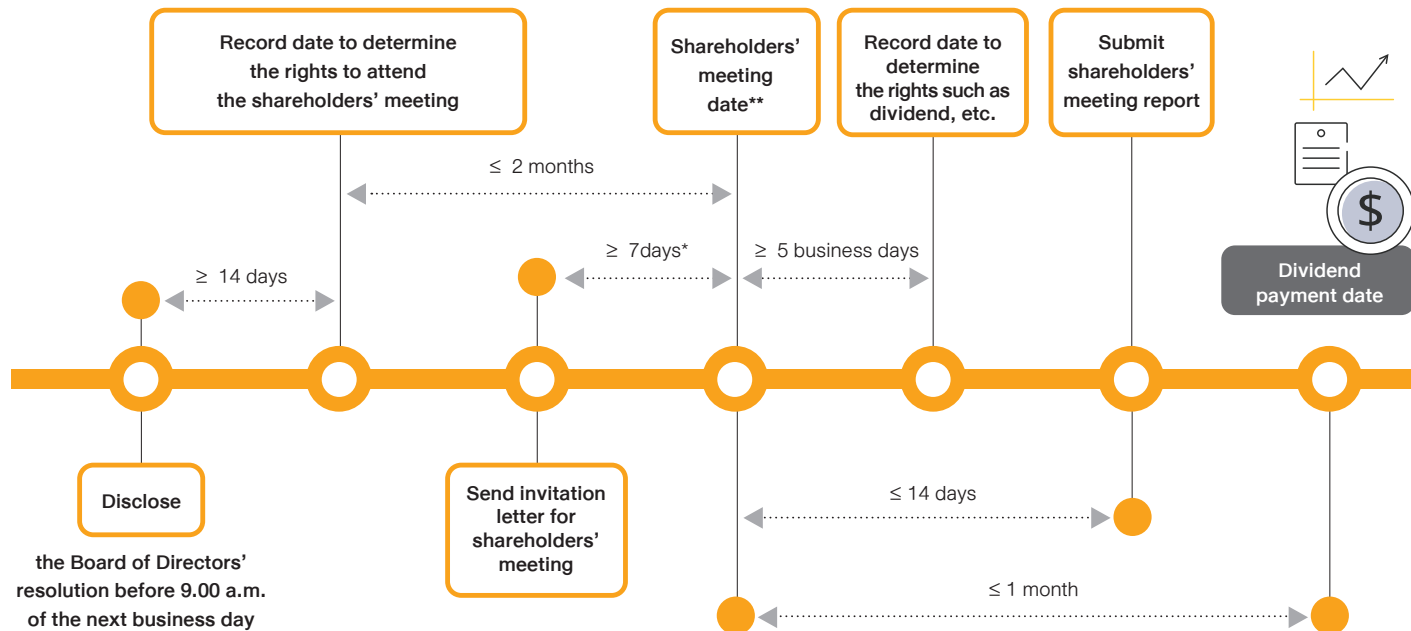 Record date to determine
the rights to attend
the shareholders’ meeting
Shareholders’
meeting
date**
Record date to
determine
the rights such as
dividend, etc.
Submit
shareholders’
meeting report
≤ 2 months
≥ 14 days
≥ 7days*
≥ 5 business days
$
Dividend
payment date
Disclose
the Board of Directors’
resolution before 9.00 a.m.
of the next business day
Send invitation
letter for
shareholders’
meeting
≤ 14 days
≤ 1 month